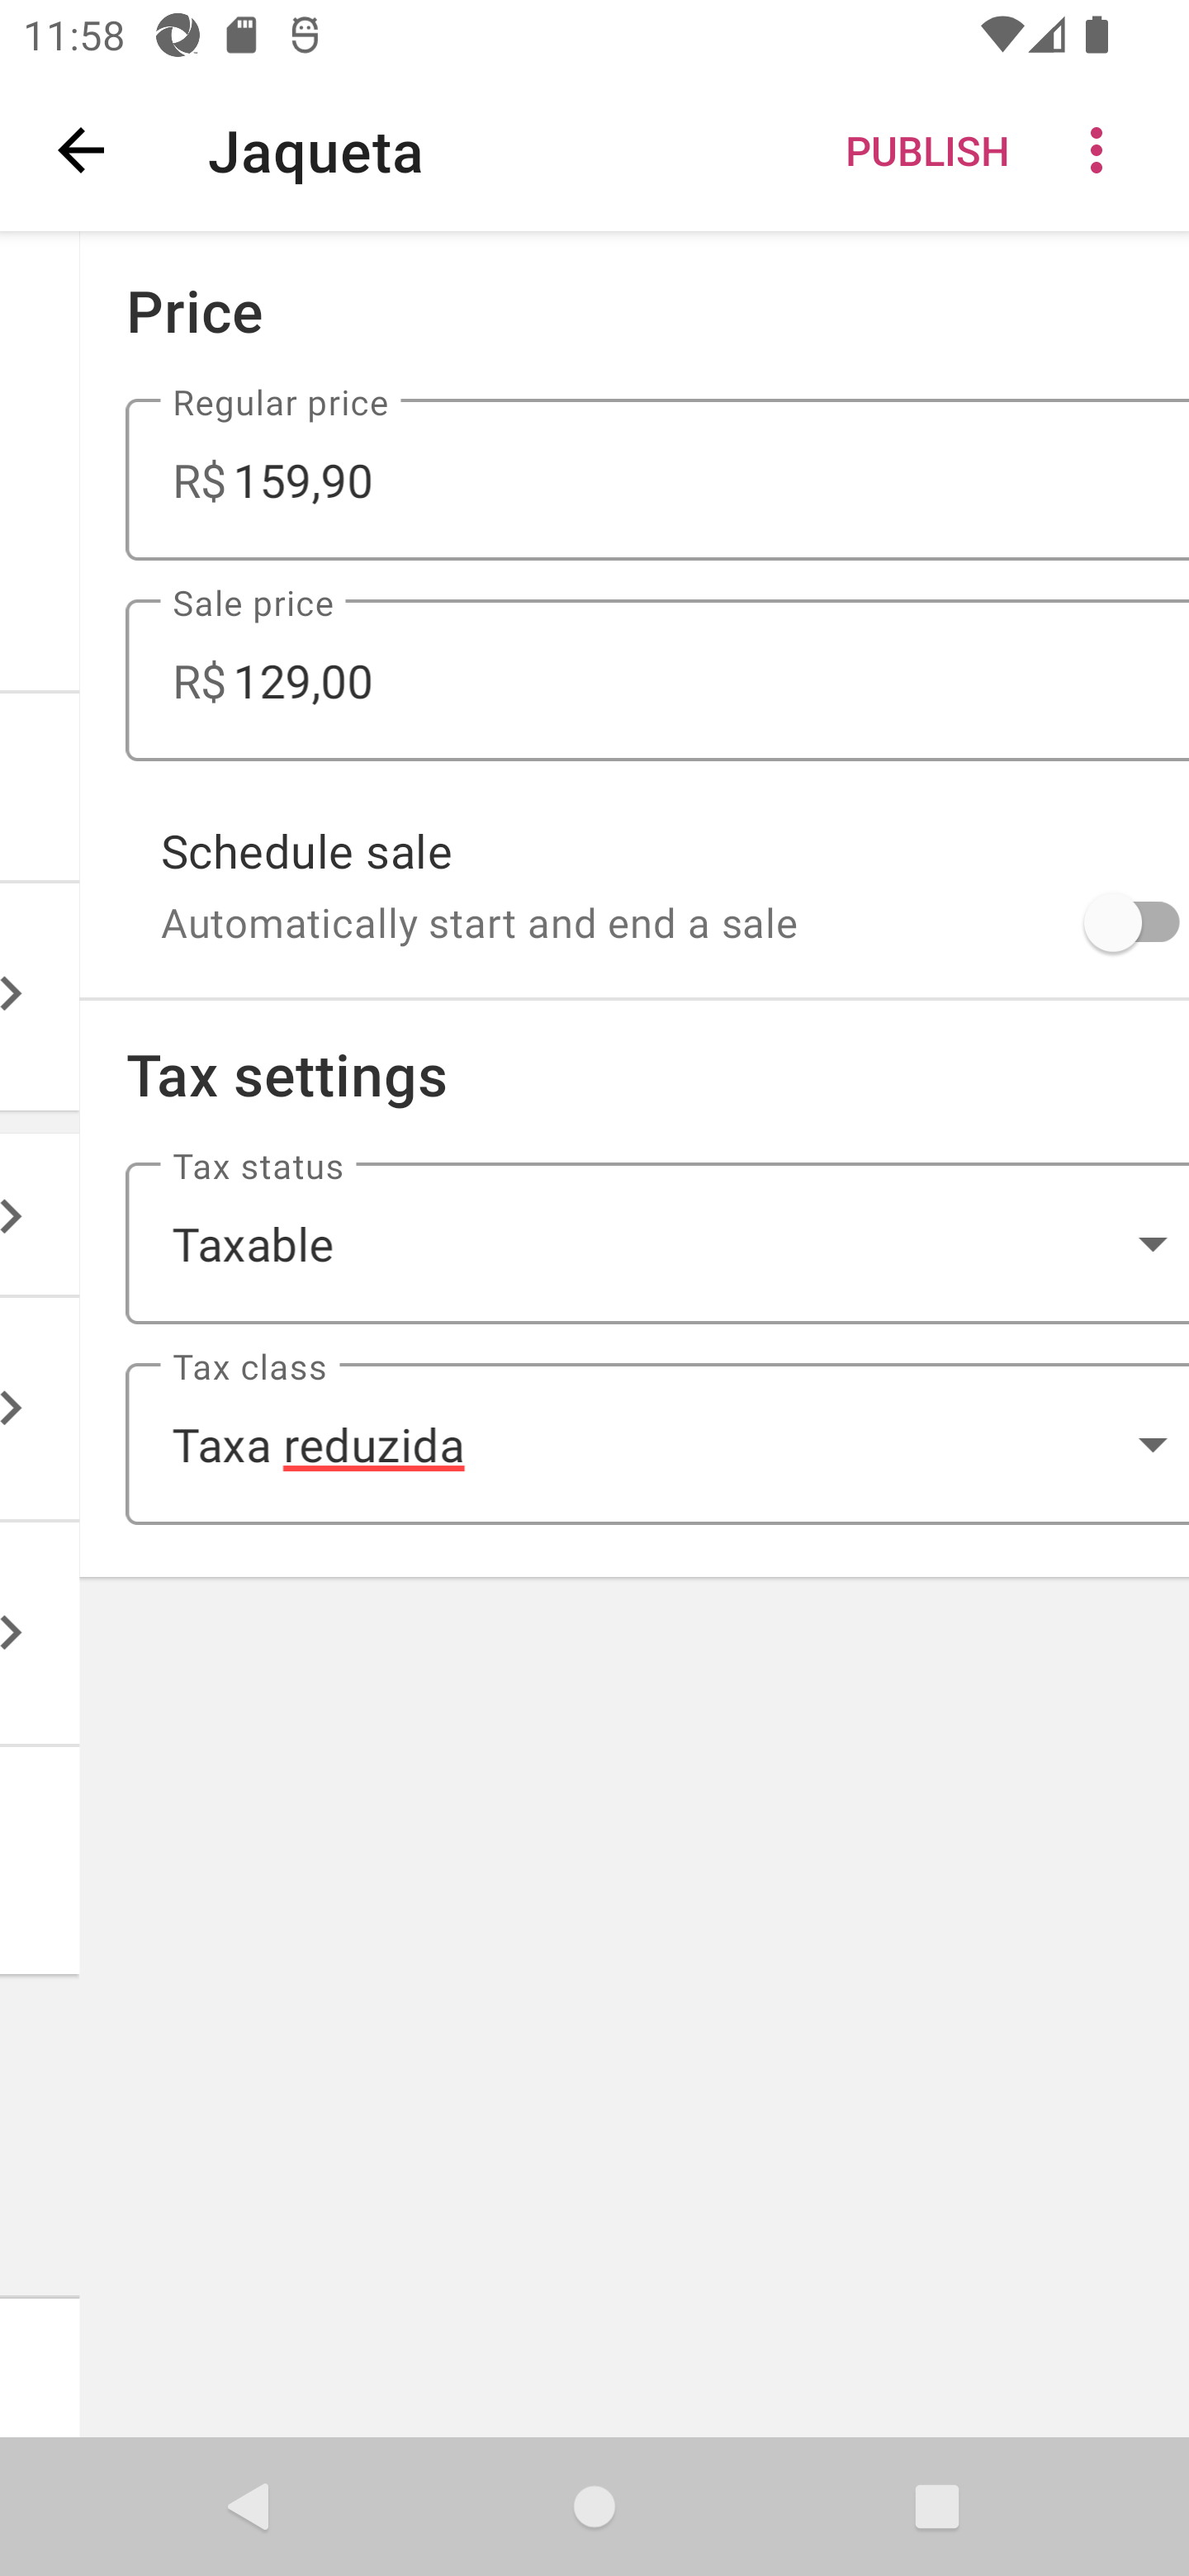 11:58
Jaqueta
PUBLISH
Price
Regular price
R$ 159,90
Sale price
R$ 129,00
Schedule sale
Automatically start and end a sale
Tax settings
Tax status
Taxable
Tax class
Taxa reduzida